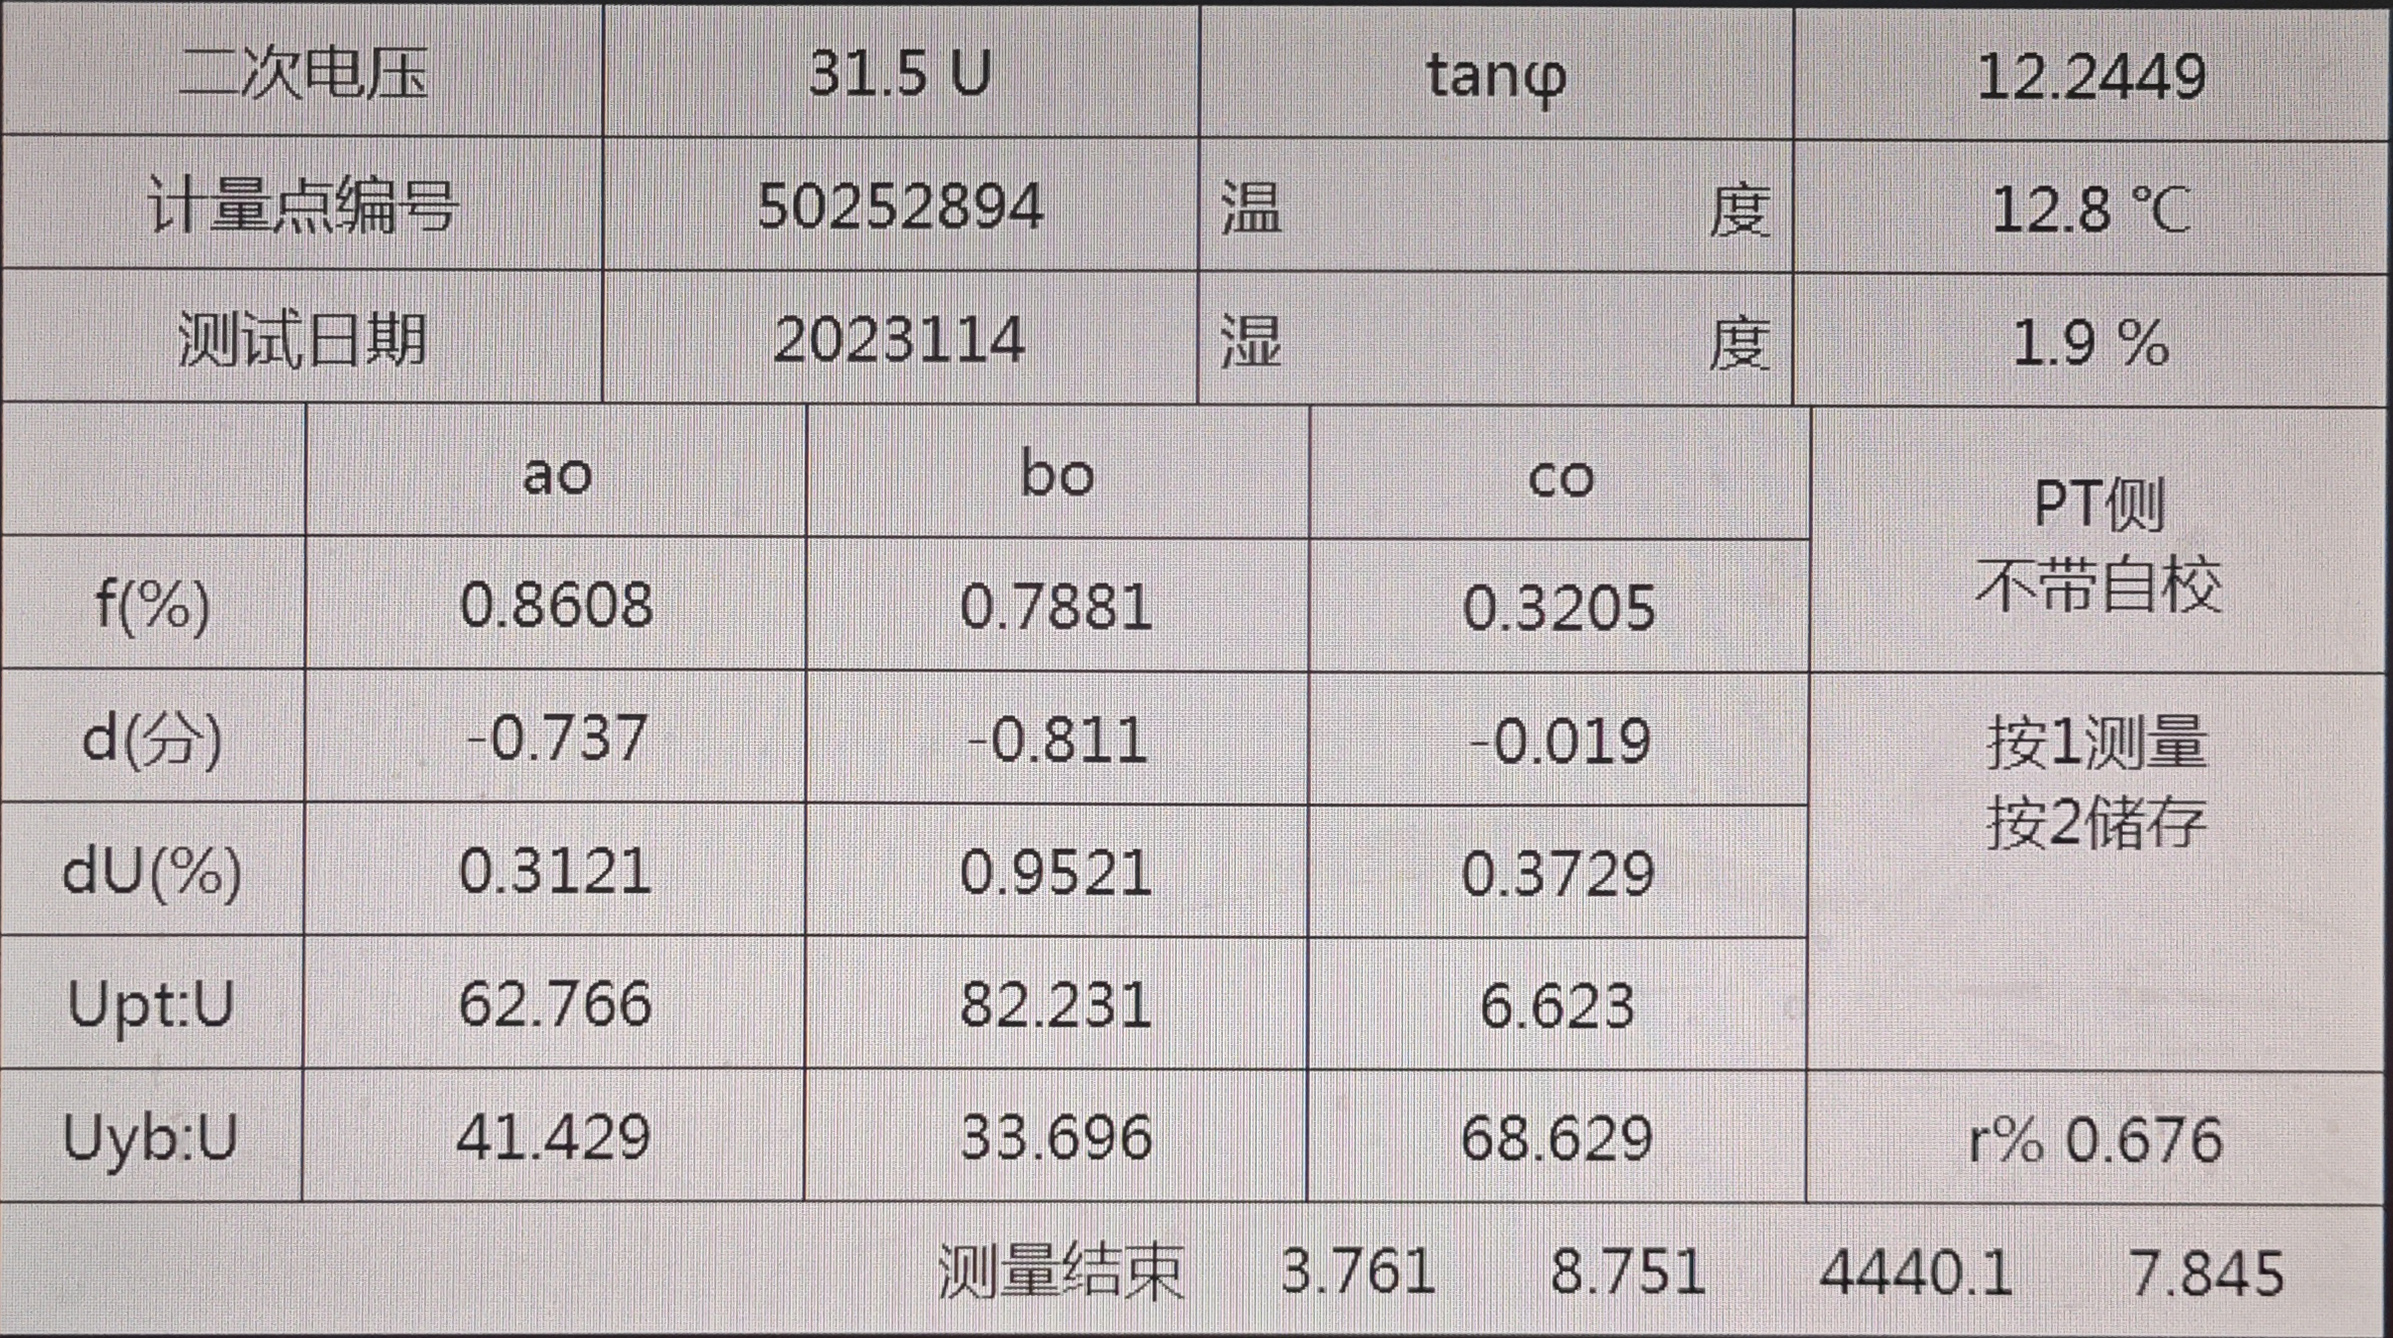 二次电压 31.5 U tanφ 12.2449
计量点编号 50252894 温 度 12.8 ℃
测试日期 2023114 湿 度 1.9 %
ao bo co
PT侧
不带自校
f(%) 0.8608 0.7881 0.3205
d(分) -0.737 -0.811 -0.019
按1测量
按2储存
dU(%) 0.3121 0.9521 0.3729
Upt:U 62.766 82.231 6.623
Uyb:U 41.429 33.696 68.629 r% 0.676
测量结束 3.761 8.751 4440.1 7.845